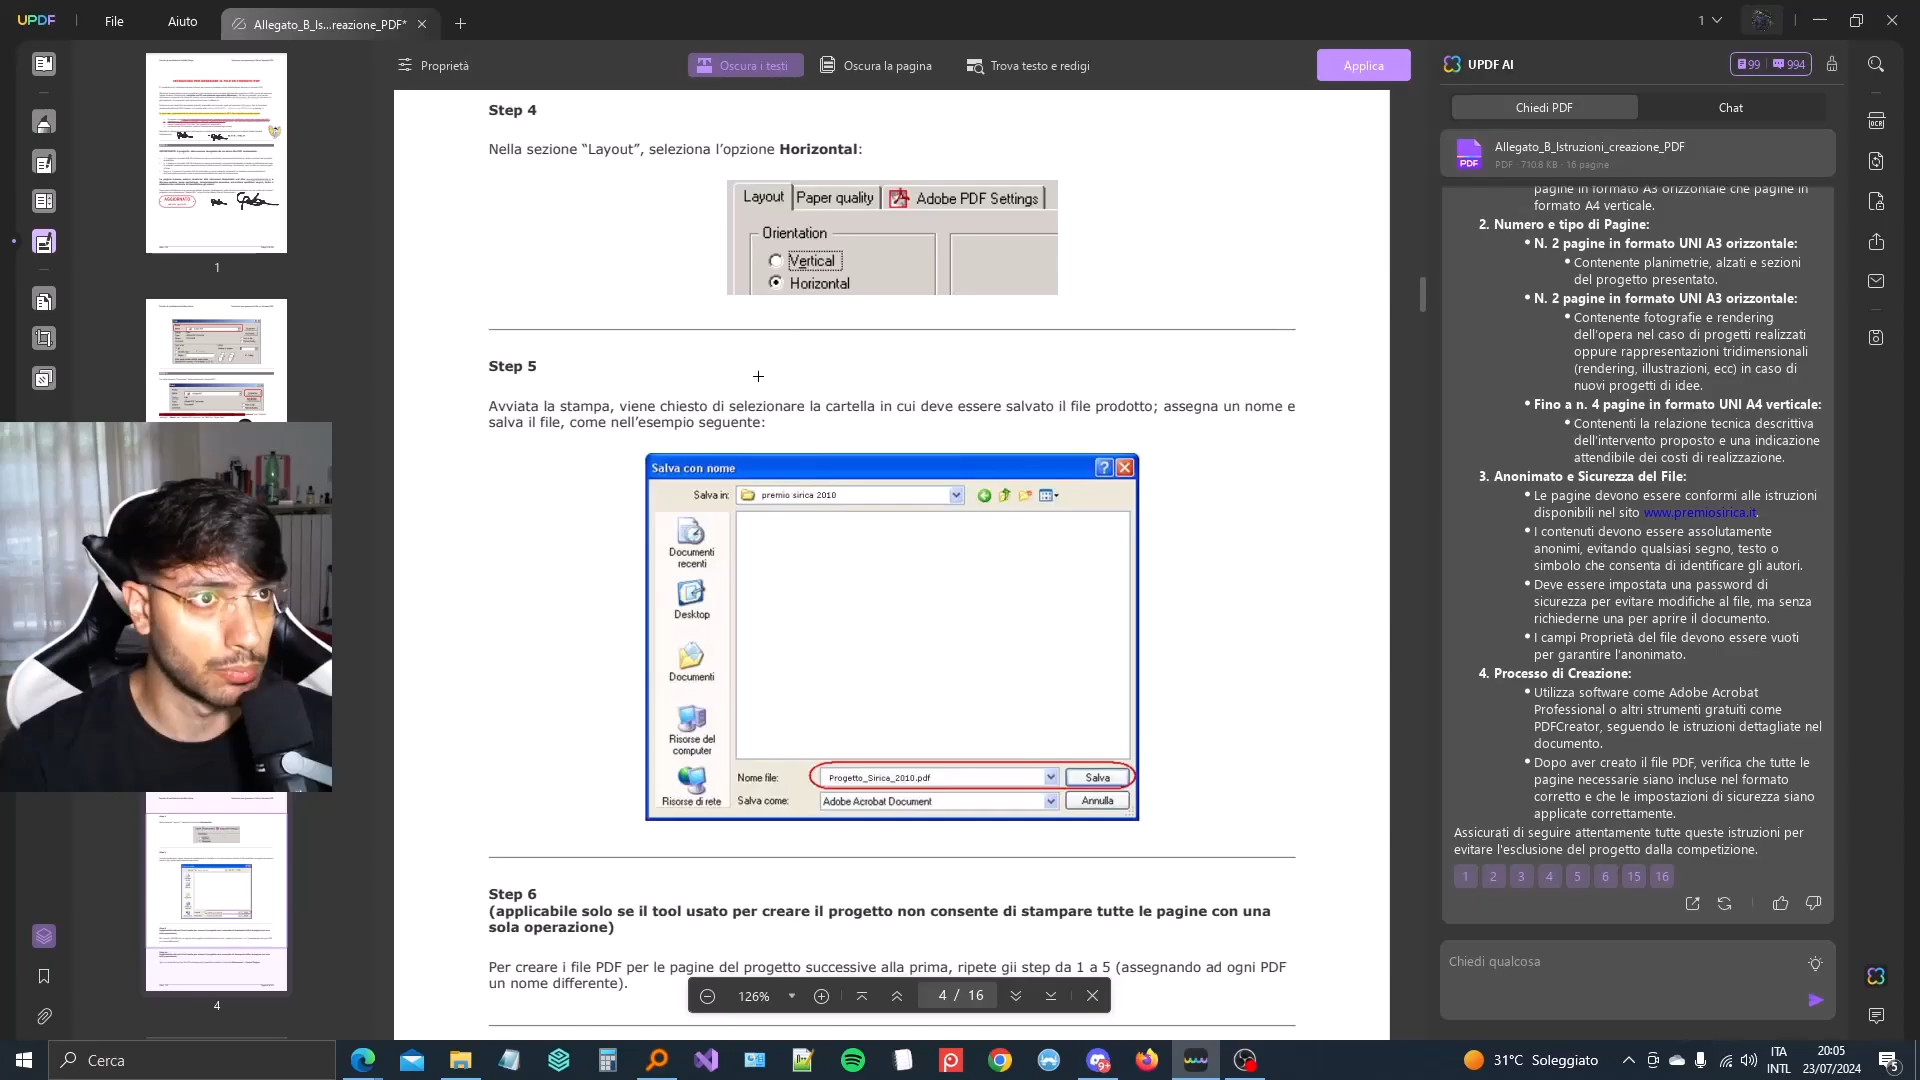 UPDF
File
Aiuto
Allegato_B_Is...reazione_PDF*
1
Proprietà
Oscura i testi
Oscura la pagina
Trova testo e redigi
Applica
1
4
Step 4
Nella sezione “Layout”, seleziona l’opzione Horizontal:
Layout
Paper quality
Adobe PDF Settings
Orientation
Vertical
Horizontal
Step 5
Avviata la stampa, viene chiesto di selezionare la cartella in cui deve essere salvato il file prodotto; assegna un nome e
salva il file, come nell’esempio seguente:
Salva con nome
Salva in:
premio sirica 2010
Documenti
recenti
Desktop
Documenti
Risorse del
computer
Risorse di rete
Nome file:
Progetto_Sirica_2010.pdf
Salva
Salva come:
Adobe Acrobat Document
Annulla
Step 6
(applicabile solo se il tool usato per creare il progetto non consente di stampare tutte le pagine con una
sola operazione)
Per creare i file PDF per le pagine del progetto successive alla prima, ripete gli step da 1 a 5 (assegnando ad ogni PDF
un nome differente).
126%
4 / 16
UPDF AI
99
994
Chiedi PDF
Chat
Allegato_B_Istruzioni_creazione_PDF
PDF · 710.8 KB · 16 pagine
pagine in formato A3 orizzontale che pagine in
formato A4 verticale.
2. Numero e tipo di Pagine:
• N. 2 pagine in formato UNI A3 orizzontale:
• Contenente planimetrie, alzati e sezioni
del progetto presentato.
• N. 2 pagine in formato UNI A3 orizzontale:
• Contenente fotografie e rendering
dell'opera nel caso di progetti realizzati
oppure rappresentazioni tridimensionali
(rendering, illustrazioni, ecc) in caso di
nuovi progetti di idee.
• Fino a n. 4 pagine in formato UNI A4 verticale:
• Contenenti la relazione tecnica descrittiva
dell'intervento proposto e una indicazione
attendibile dei costi di realizzazione.
3. Anonimato e Sicurezza del File:
• Le pagine devono essere conformi alle istruzioni
disponibili nel sito www.premiosirica.it.
• I contenuti devono essere assolutamente
anonimi, evitando qualsiasi segno, testo o
simbolo che consenta di identificare gli autori.
• Deve essere impostata una password di
sicurezza per evitare modifiche al file, ma senza
richiederne una per aprire il documento.
• I campi Proprietà del file devono essere vuoti
per garantire l'anonimato.
4. Processo di Creazione:
• Utilizza software come Adobe Acrobat
Professional o altri strumenti gratuiti come
PDFCreator, seguendo le istruzioni dettagliate nel
documento.
• Dopo aver creato il file PDF, verifica che tutte le
pagine necessarie siano incluse nel formato
corretto e che le impostazioni di sicurezza siano
applicate correttamente.
Assicurati di seguire attentamente tutte queste istruzioni per
evitare l'esclusione del progetto dalla competizione.
1 2 3 4 5 6 15 16
Chiedi qualcosa
Cerca
31°C Soleggiato
ITA
INTL
20:05
23/07/2024
5